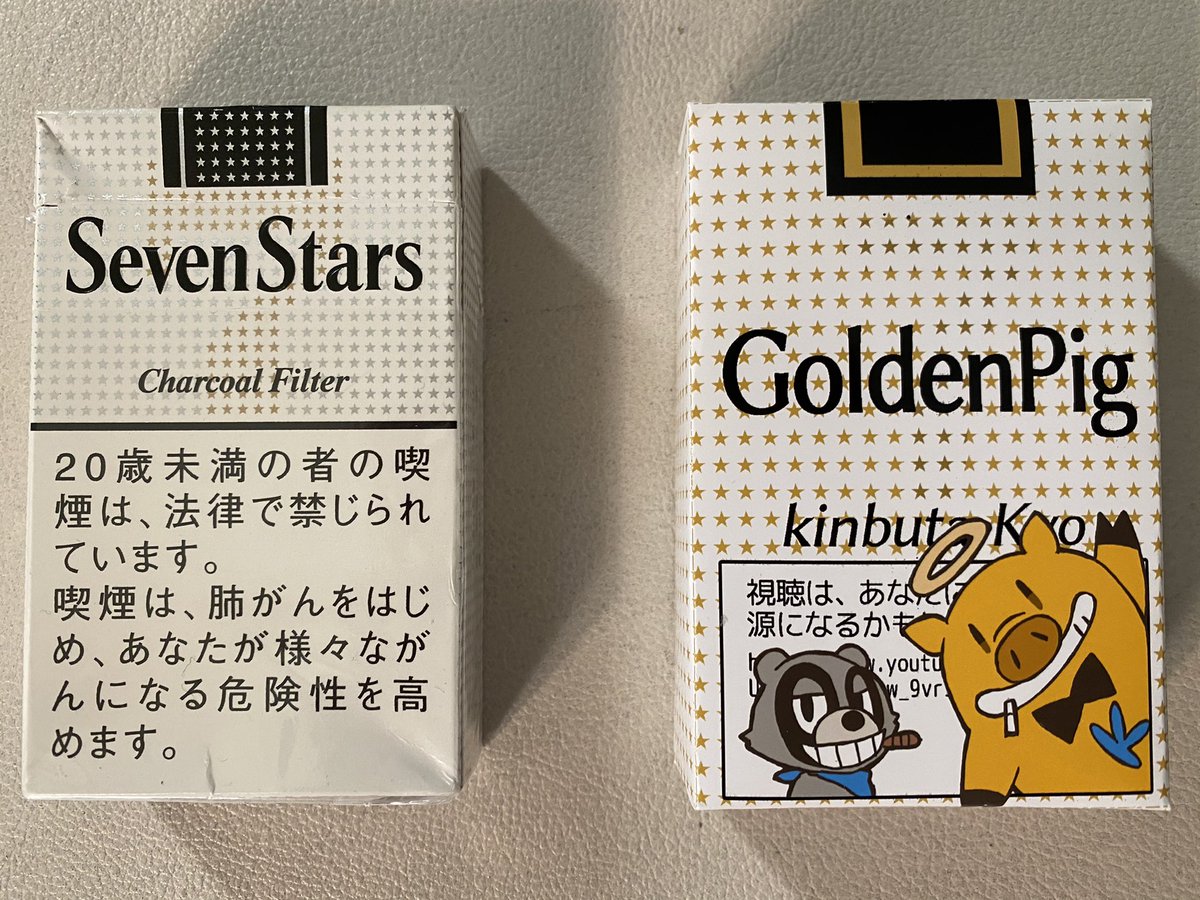 Seven Stars
Charcoal Filter
20歳未満の者の喫
煙は、法律で禁じられ
ています。
喫煙は、肺がんをはじ
め、あなたが様々なが
んになる危険性を高
めます。
GoldenPig
視聴は、あなた
源になるかも